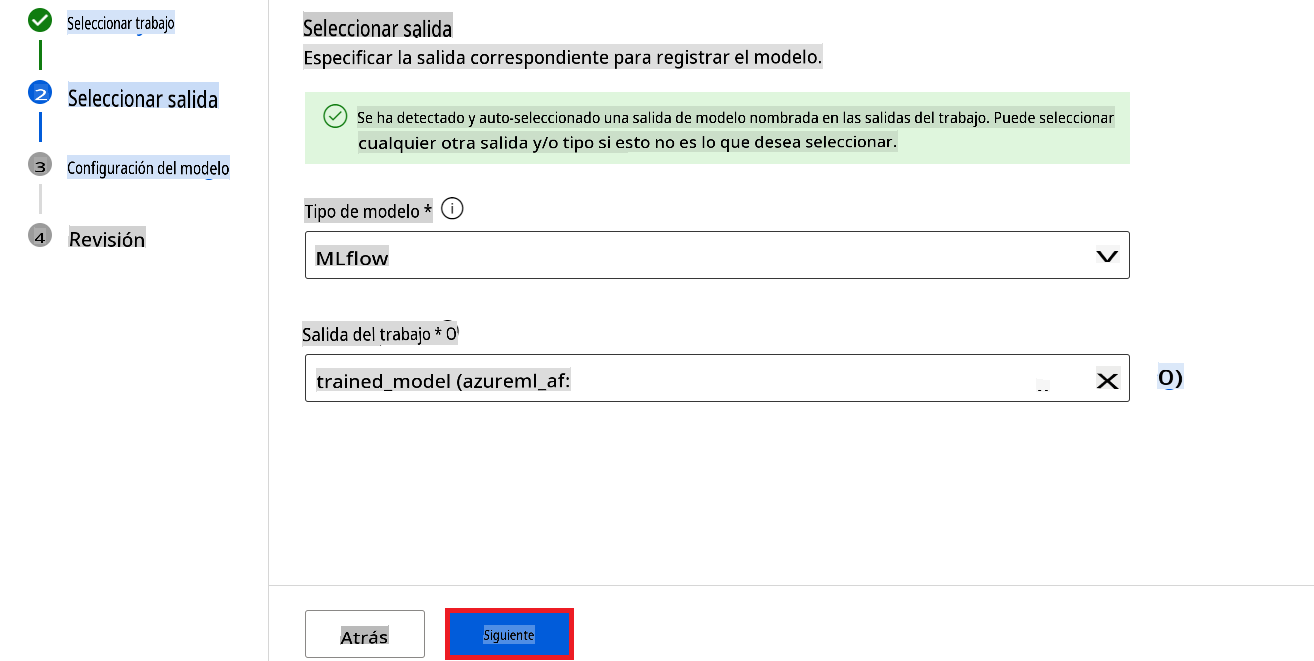 Seleccionar trabajo
2 Seleccionar salida
3 Configuración del modelo
4 Revisión
Seleccionar salida
Especificar la salida correspondiente para registrar el modelo.
Se ha detectado y auto-seleccionado una salida de modelo nombrada en las salidas del trabajo. Puede seleccionar
cualquier otra salida y/o tipo si esto no es lo que desea seleccionar.
Tipo de modelo *
MLflow
Salida del trabajo * O
trained_model (azureml_af:
O)
Atrás
Siguiente